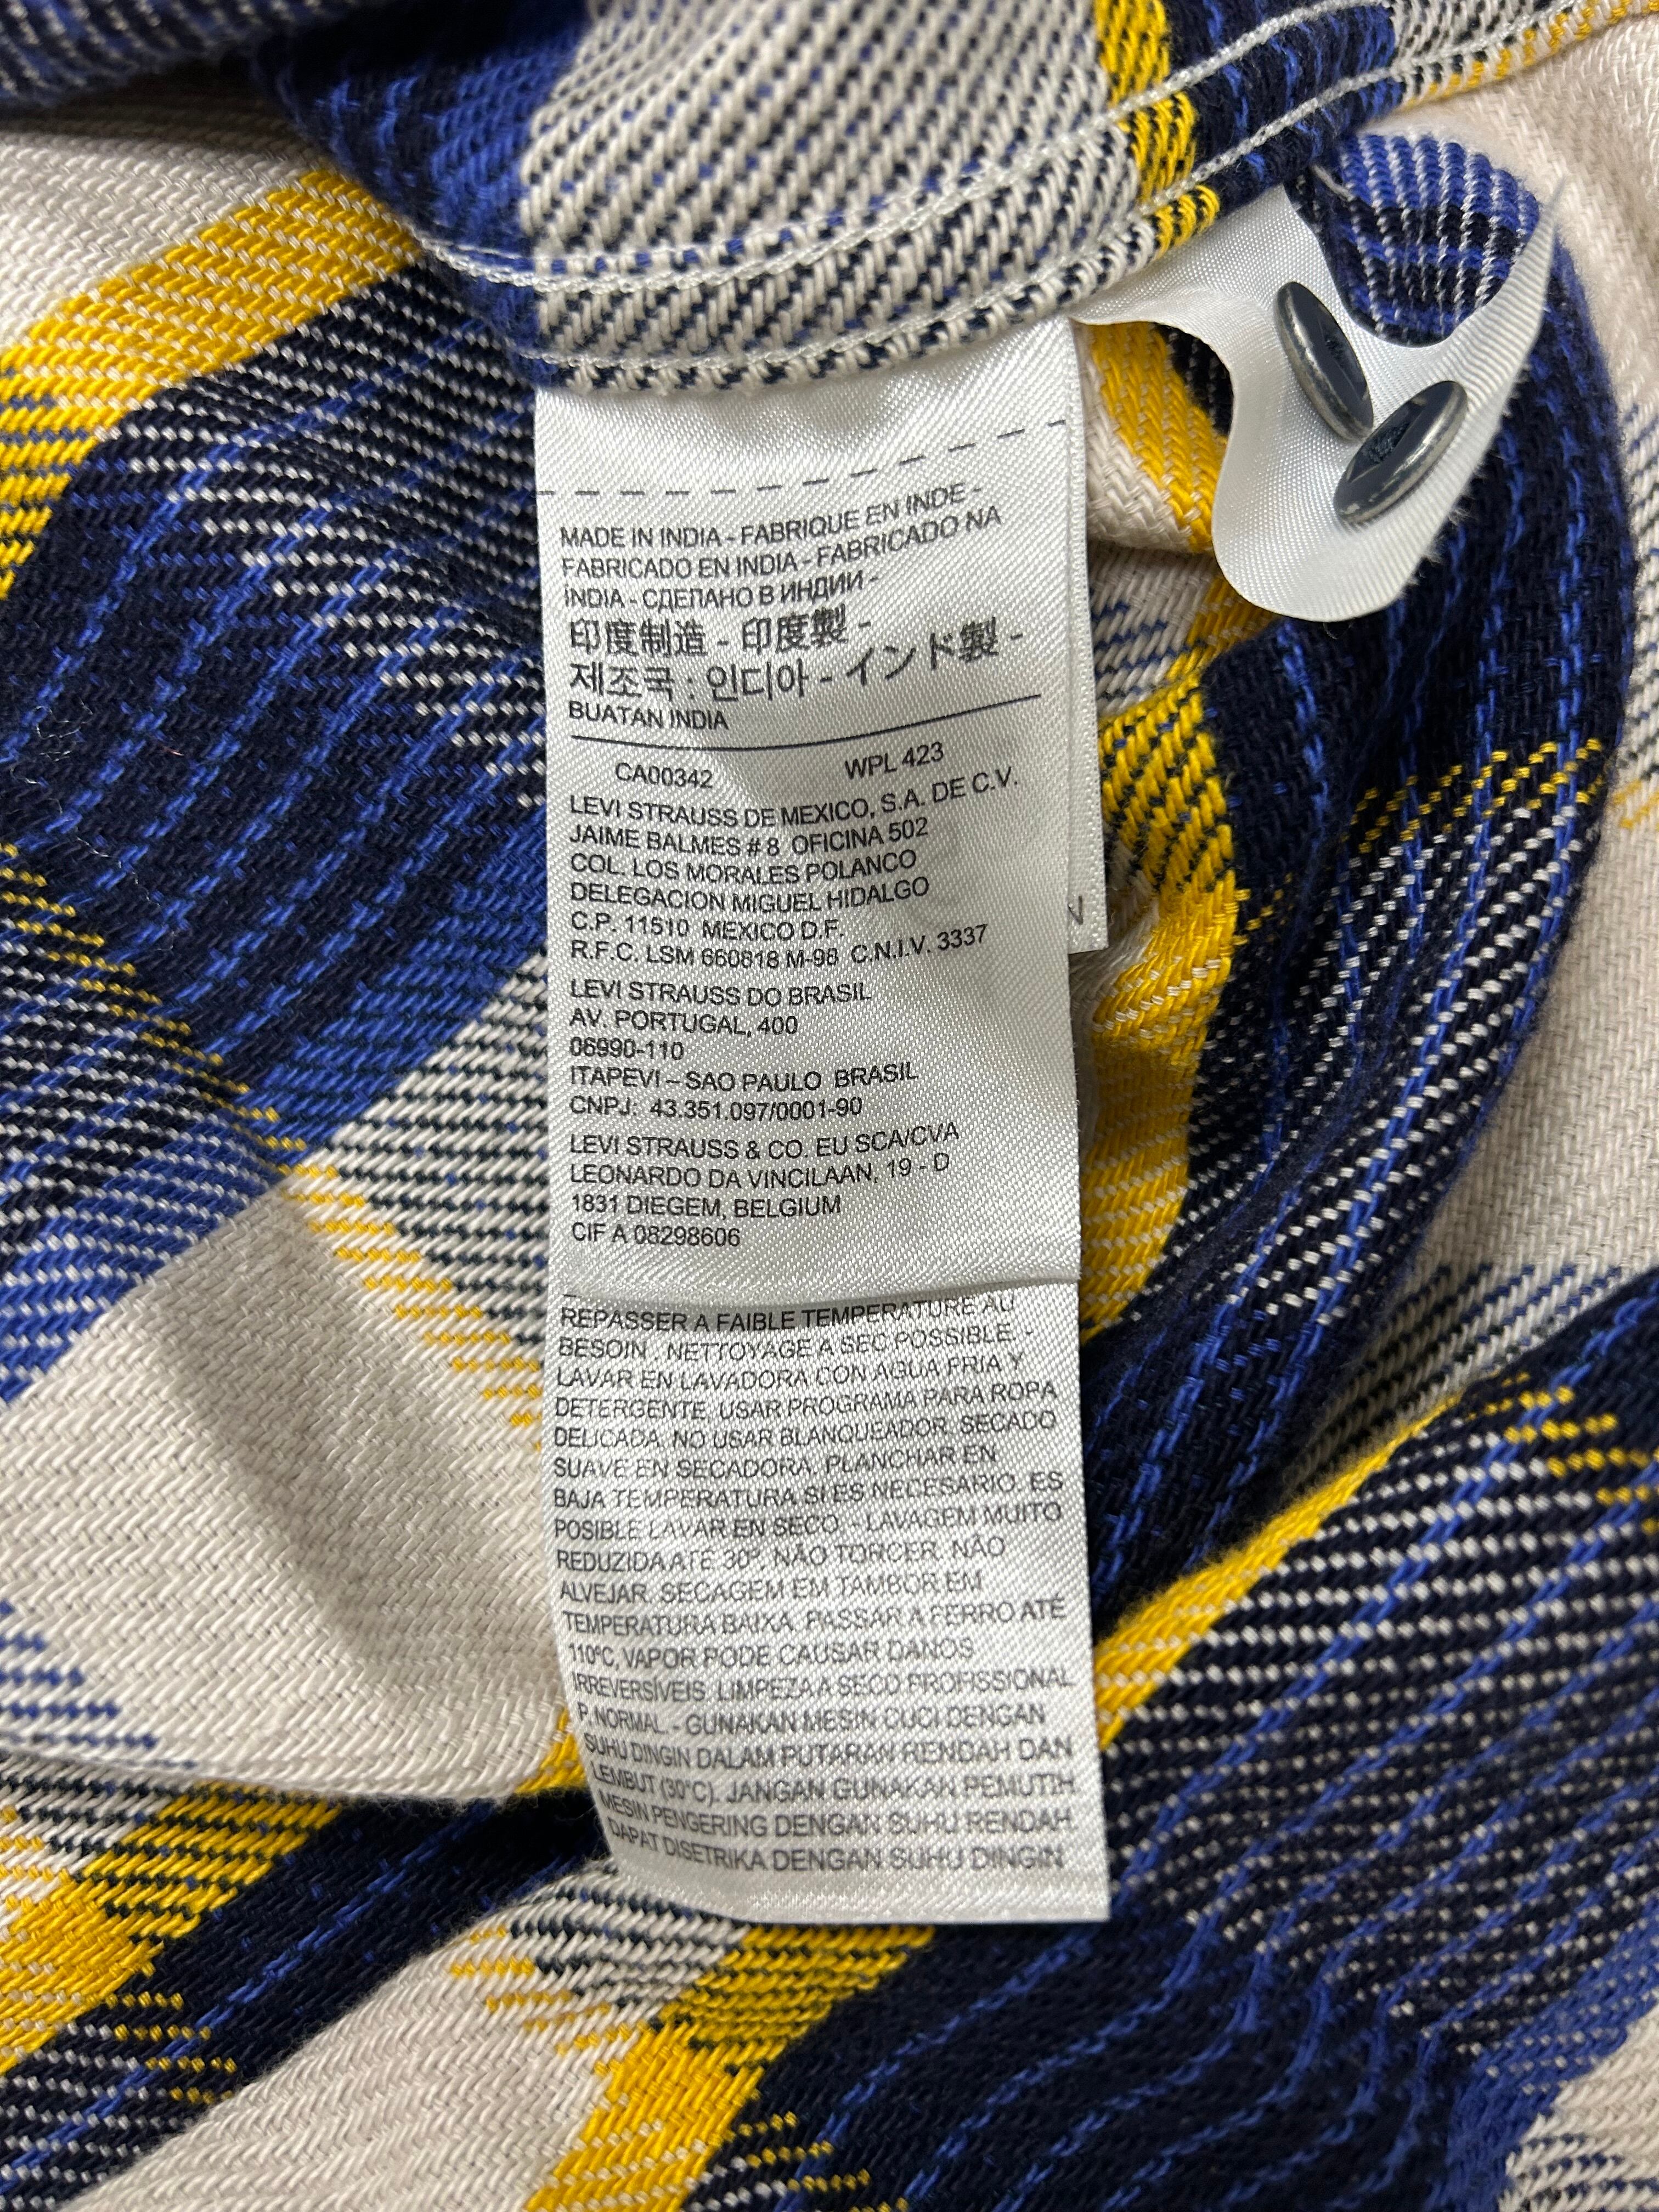 MADE IN INDIA - FABRIQUE EN INDE -
FABRICADO EN INDIA - FABRICADO NA
ÍNDIA - СДЕПАНО В ИНДИИ -
印度制造 - 印度製 -
제조국 : 인디아 - インド製 -
BUATAN INDIA
CA00342 WPL 423
LEVI STRAUSS DE MEXICO, S.A. DE C.V.
JAIME BALMES # 8 OFICINA 502
COL. LOS MORALES POLANCO
DELEGACION MIGUEL HIDALGO
C.P. 11510 MEXICO D.F.
R.F.C. LSM 660818 M-98 C.N.I.V. 3337
LEVI STRAUSS DO BRASIL
AV. PORTUGAL, 400
06990-110
ITAPEVI – SAO PAULO BRASIL
CNPJ: 43.351.097/0001-90
LEVI STRAUSS & CO. EU SCA/CVA
LEONARDO DA VINCILAAN, 19 - D
1831 DIEGEM, BELGIUM
CIF A 08298606
REPASSER A FAIBLE TEMPERATURE AU
BESOIN . NETTOYAGE A SEC POSSIBLE. -
LAVAR EN LAVADORA CON AGUA FRIA Y
DETERGENTE, USAR PROGRAMA PARA ROPA
DELICADA. NO USAR BLANQUEADOR. SECADO
SUAVE EN SECADORA. PLANCHAR EN
BAJA TEMPERATURA SI ES NECESARIO. ES
POSIBLE LAVAR EN SECO. - LAVAGEM MUITO
REDUZIDA ATÉ 30º. NÃO TORCER. NÃO
ALVEJAR. SECAGEM EM TAMBOR EM
TEMPERATURA BAIXA. PASSAR A FERRO ATÉ
110ºC, VAPOR PODE CAUSAR DANOS
IRREVERSÍVEIS. LIMPEZA A SECO PROFISSIONAL
P. NORMAL. - GUNAKAN MESIN CUCI DENGAN
SUHU DINGIN DALAM PUTARAN RENDAH DAN
LEMBUT (30°C). JANGAN GUNAKAN PEMUTIH.
MESIN PENGERING DENGAN SUHU RENDAH.
DAPAT DISETRIKA DENGAN SUHU DINGIN
N